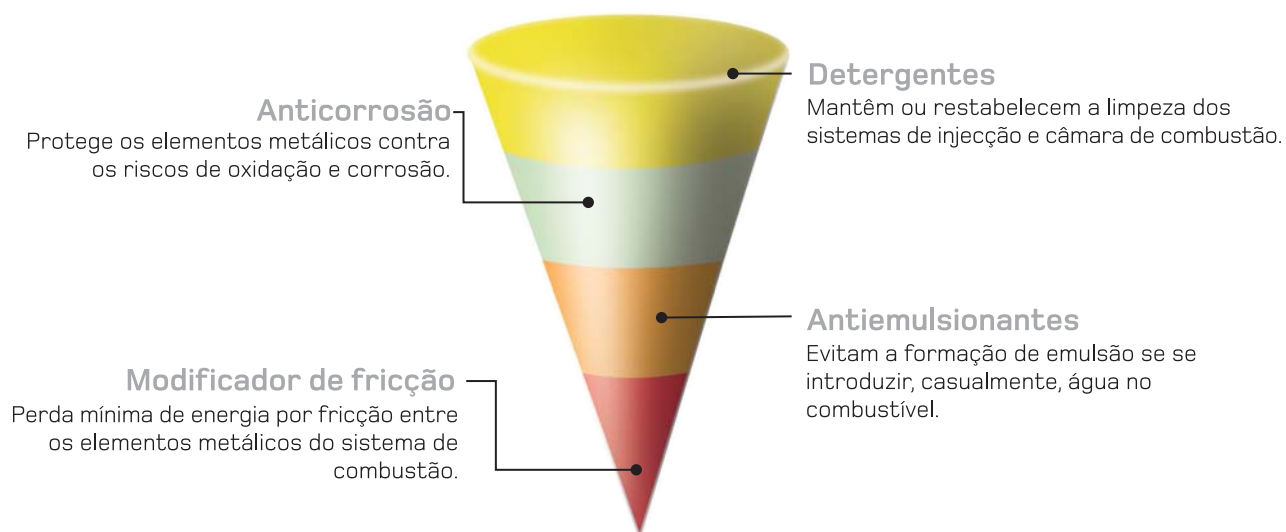 Detergentes
Mantêm ou restabelecem a limpeza dos
sistemas de injecção e câmara de combustão.
Anticorrosão
Protege os elementos metálicos contra
os riscos de oxidação e corrosão.
Antiemulsionantes
Evitam a formação de emulsão se se
introduzir, casualmente, água no
combustível.
Modificador de fricção
Perda mínima de energia por fricção entre
os elementos metálicos do sistema de
combustão.